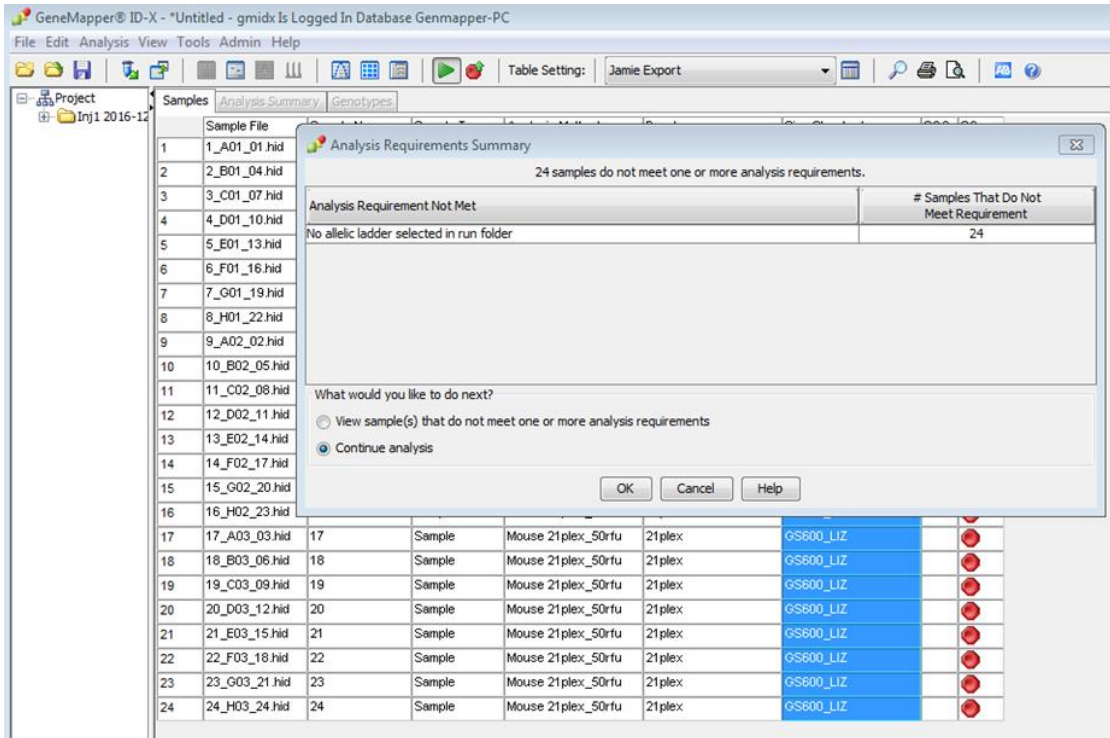 GeneMapper® ID-X - *Untitled - gmidx Is Logged In Database Genmapper-PC
File Edit Analysis View Tools Admin Help
Table Setting: Jamie Export
Project
Inj1 2016-12
Samples Analysis Summary Genotypes
Sample File
1 1_A01_01.hid
2 2_B01_04.hid
3 3_C01_07.hid
4 4_D01_10.hid
5 5_E01_13.hid
6 6_F01_16.hid
7 7_G01_19.hid
8 8_H01_22.hid
9 9_A02_02.hid
10 10_B02_05.hid
11 11_C02_08.hid
12 12_D02_11.hid
13 13_E02_14.hid
14 14_F02_17.hid
15 15_G02_20.hid
16 16_H02_23.hid
Analysis Requirements Summary
24 samples do not meet one or more analysis requirements.
Analysis Requirement Not Met
# Samples That Do Not
Meet Requirement
No allelic ladder selected in run folder 24
What would you like to do next?
View sample(s) that do not meet one or more analysis requirements
Continue analysis
OK Cancel Help
17 17_A03_03.hid 17 Sample Mouse 21plex_50rfu 21plex GS600_LIZ
18 18_B03_06.hid 18 Sample Mouse 21plex_50rfu 21plex GS600_LIZ
19 19_C03_09.hid 19 Sample Mouse 21plex_50rfu 21plex GS600_LIZ
20 20_D03_12.hid 20 Sample Mouse 21plex_50rfu 21plex GS600_LIZ
21 21_E03_15.hid 21 Sample Mouse 21plex_50rfu 21plex GS600_LIZ
22 22_F03_18.hid 22 Sample Mouse 21plex_50rfu 21plex GS600_LIZ
23 23_G03_21.hid 23 Sample Mouse 21plex_50rfu 21plex GS600_LIZ
24 24_H03_24.hid 24 Sample Mouse 21plex_50rfu 21plex GS600_LIZ